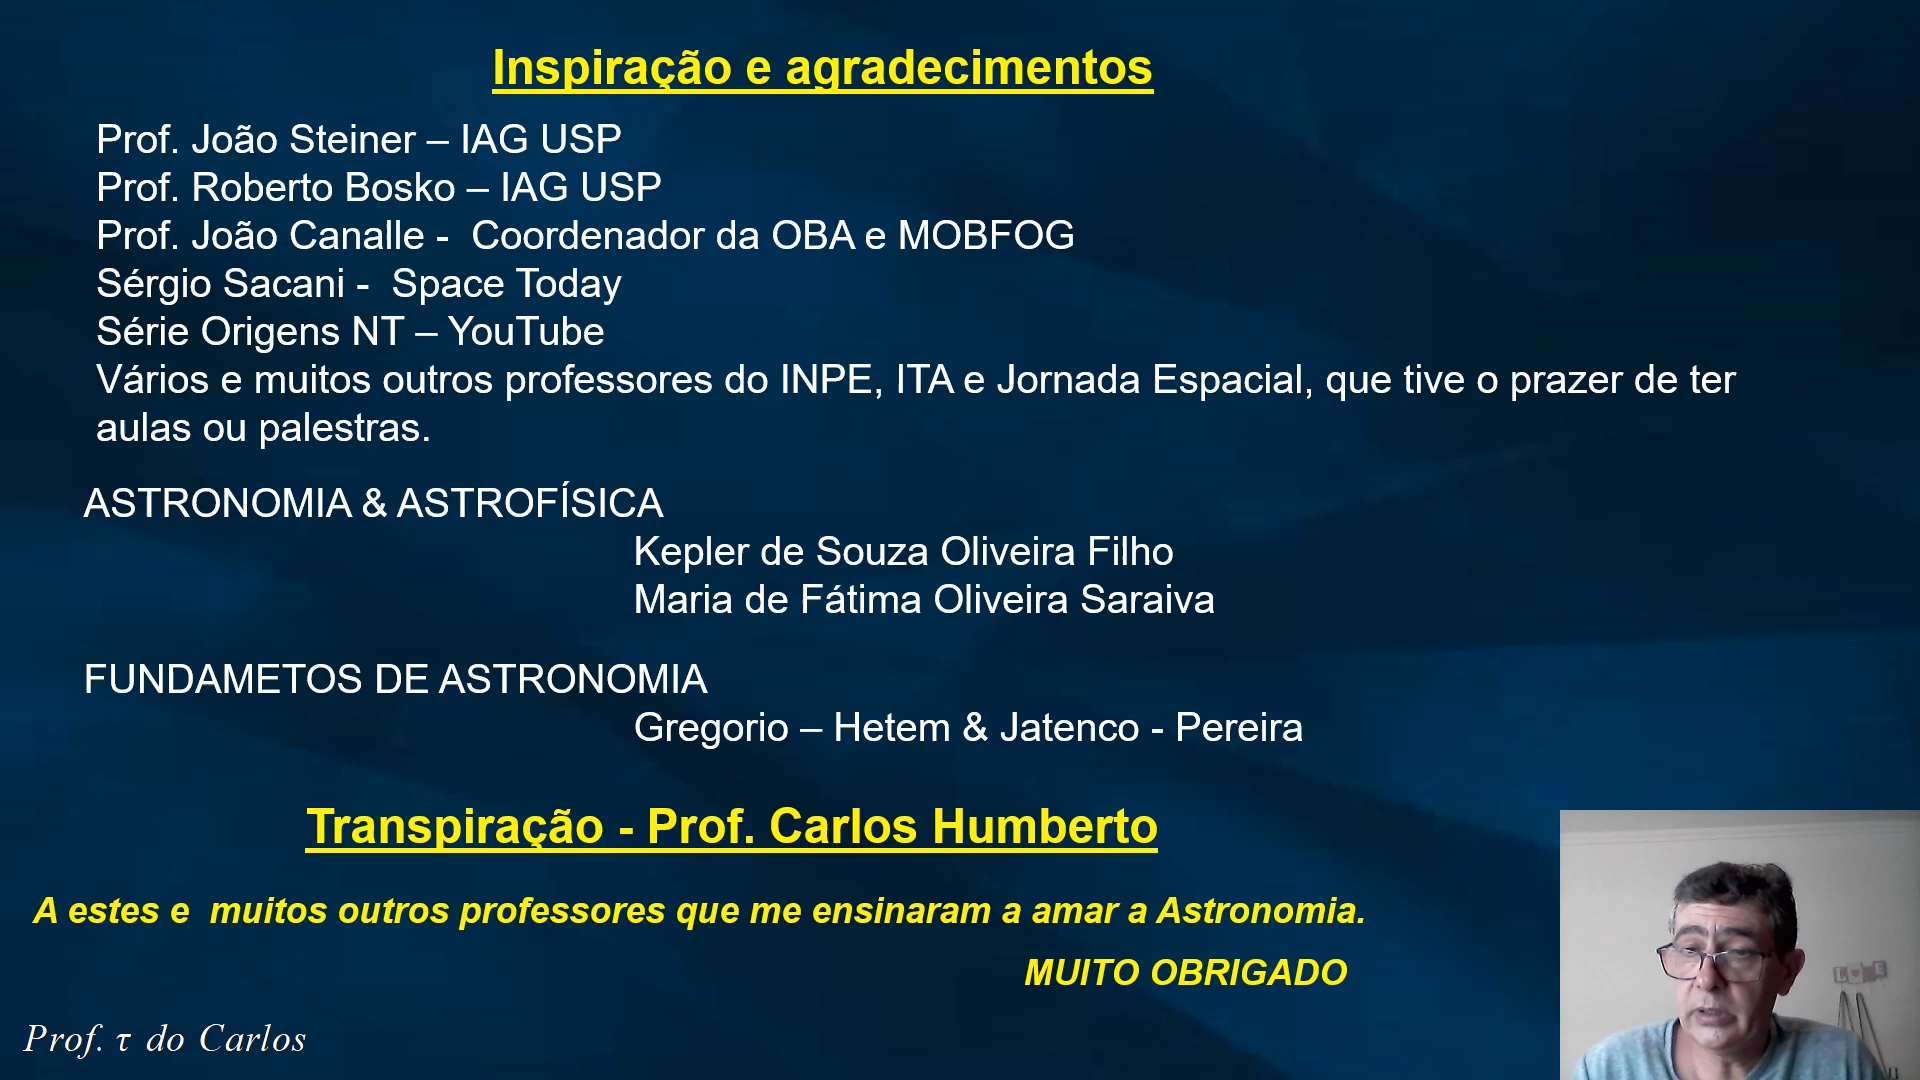 Inspiração e agradecimentos
Prof. João Steiner – IAG USP
Prof. Roberto Bosko – IAG USP
Prof. João Canalle -  Coordenador da OBA e MOBFOG
Sérgio Sacani -  Space Today
Série Origens NT – YouTube
Vários e muitos outros professores do INPE, ITA e Jornada Espacial, que tive o prazer de ter
aulas ou palestras.
ASTRONOMIA & ASTROFÍSICA
Kepler de Souza Oliveira Filho
Maria de Fátima Oliveira Saraiva
FUNDAMETOS DE ASTRONOMIA
Gregorio – Hetem & Jatenco - Pereira
Transpiração - Prof. Carlos Humberto
A estes e  muitos outros professores que me ensinaram a amar a Astronomia.
MUITO OBRIGADO
Prof. τ do Carlos